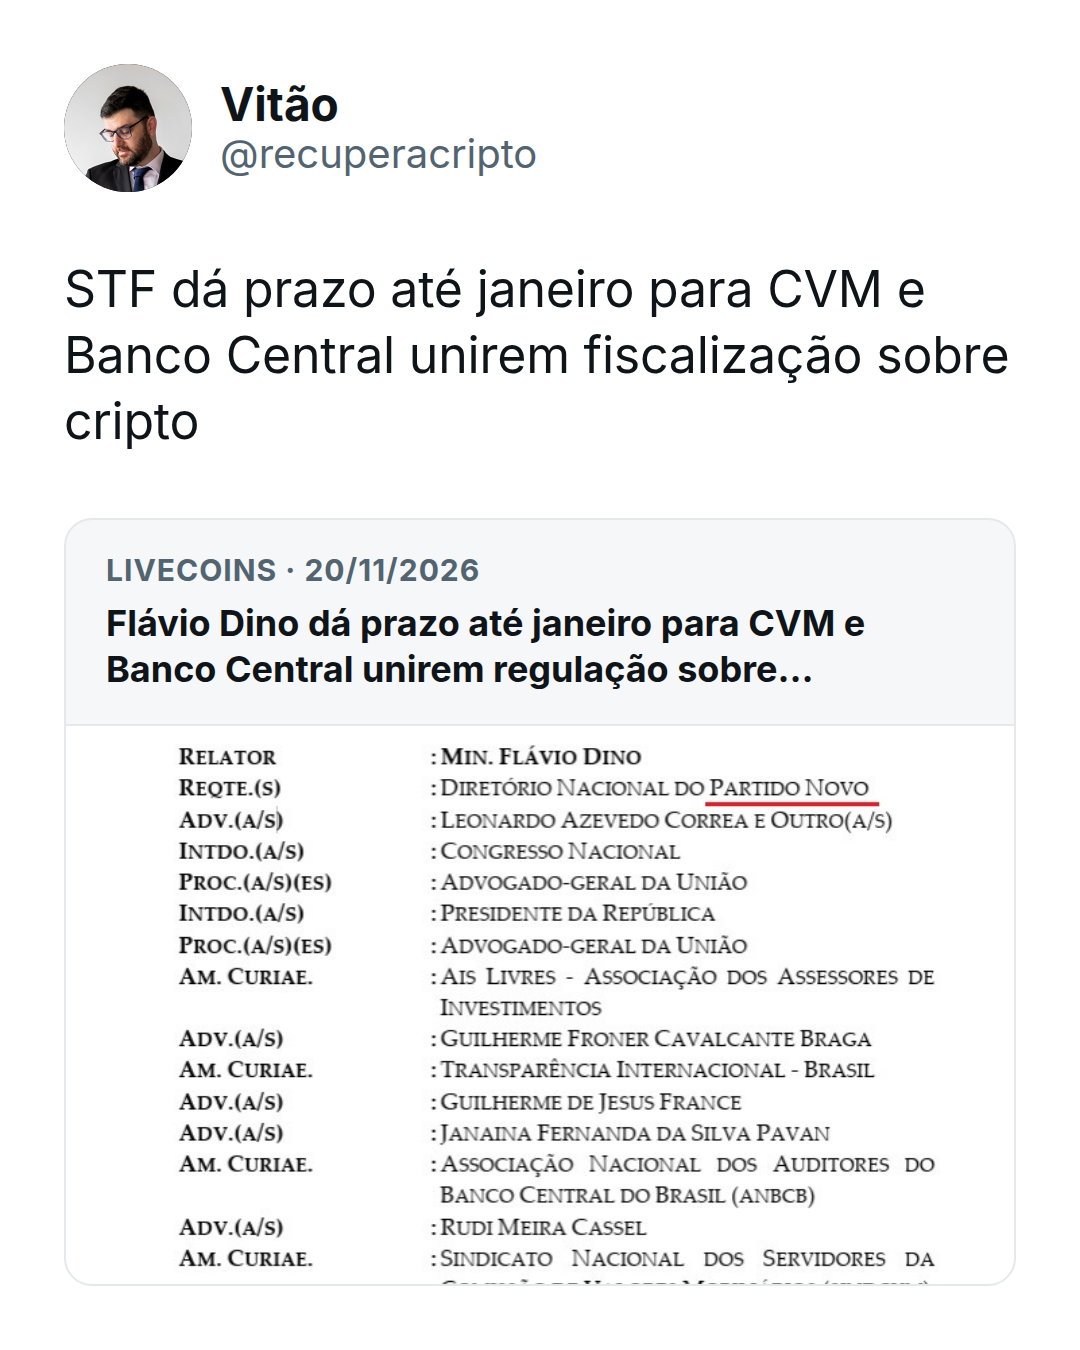 Vitão
@recuperacripto
STF dá prazo até janeiro para CVM e
Banco Central unirem fiscalização sobre
cripto
LIVECOINS · 20/11/2026
Flávio Dino dá prazo até janeiro para CVM e
Banco Central unirem regulação sobre...
RELATOR : MIN. FLÁVIO DINO
REQTE.(S) : DIRETÓRIO NACIONAL DO PARTIDO NOVO
ADV.(A/S) : LEONARDO AZEVEDO CORREA E OUTRO(A/S)
INTDO.(A/S) : CONGRESSO NACIONAL
PROC.(A/S)(ES) : ADVOGADO-GERAL DA UNIÃO
INTDO.(A/S) : PRESIDENTE DA REPÚBLICA
PROC.(A/S)(ES) : ADVOGADO-GERAL DA UNIÃO
AM. CURIAE. : AIS LIVRES - ASSOCIAÇÃO DOS ASSESSORES DE
INVESTIMENTOS
ADV.(A/S) : GUILHERME FRONER CAVALCANTE BRAGA
AM. CURIAE. : TRANSPARÊNCIA INTERNACIONAL - BRASIL
ADV.(A/S) : GUILHERME DE JESUS FRANCE
ADV.(A/S) : JANAINA FERNANDA DA SILVA PAVAN
AM. CURIAE. : ASSOCIAÇÃO NACIONAL DOS AUDITORES DO
BANCO CENTRAL DO BRASIL (ANBCB)
ADV.(A/S) : RUDI MEIRA CASSEL
AM. CURIAE. : SINDICATO NACIONAL DOS SERVIDORES DA